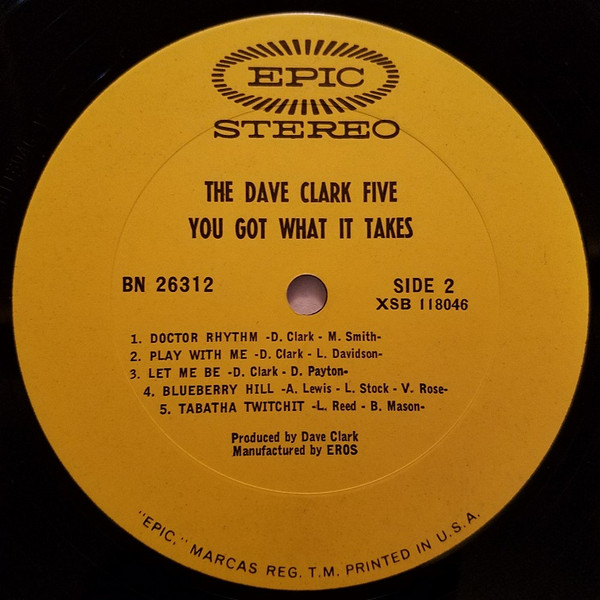 EPIC
STEREO
THE DAVE CLARK FIVE
YOU GOT WHAT IT TAKES
BN 26312
SIDE 2
XSB 118046
1. DOCTOR RHYTHM -D. Clark - M. Smith-
2. PLAY WITH ME -D. Clark - L. Davidson-
3. LET ME BE -D. Clark - D. Payton-
4. BLUEBERRY HILL -A. Lewis - L. Stock - V. Rose-
5. TABATHA TWITCHIT -L. Reed - B. Mason-
Produced by Dave Clark
Manufactured by EROS
"EPIC," MARCAS REG. T.M. PRINTED IN U.S.A.